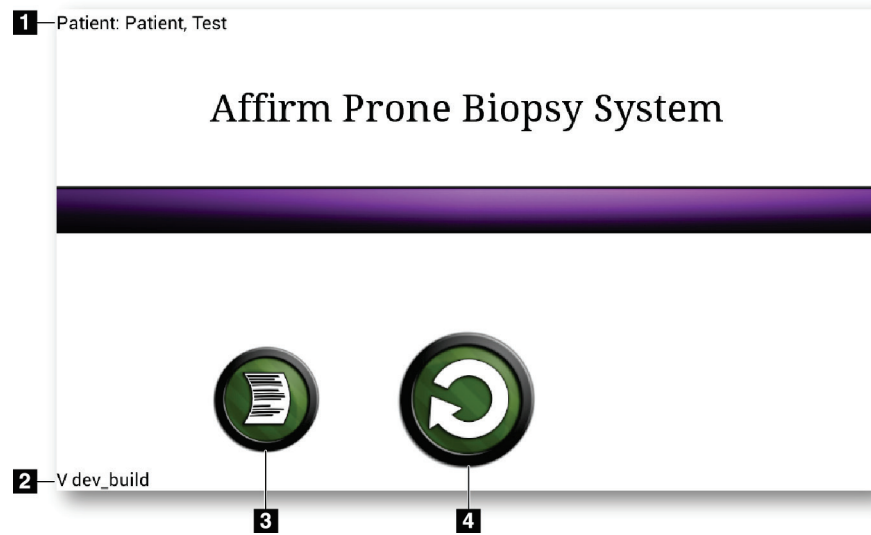 1 Patient: Patient, Test
Affirm Prone Biopsy System
2 V dev_build
3 4